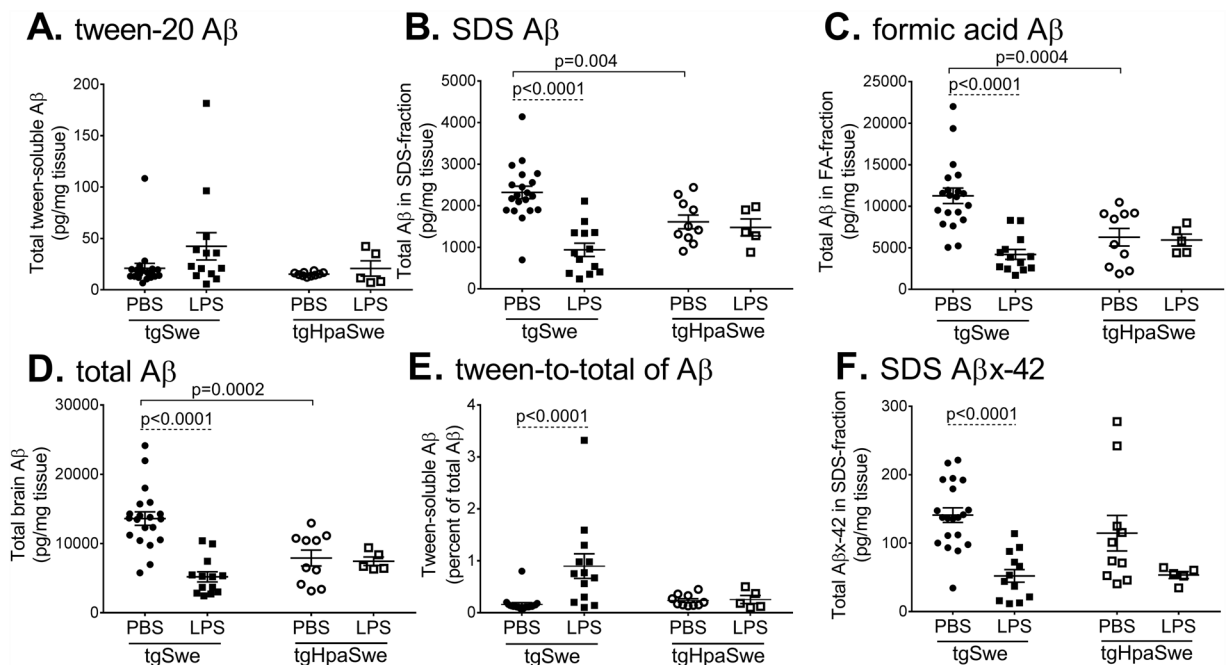 A. tween-20 Aβ
Total tween-soluble Aβ
(pg/mg tissue)
200
150
100
50
0
PBS LPS PBS LPS
tgSwe tgHpaSwe
B. SDS Aβ
p=0.004
p<0.0001
Total Aβ in SDS-fraction
(pg/mg tissue)
5000
4000
3000
2000
1000
0
PBS LPS PBS LPS
tgSwe tgHpaSwe
C. formic acid Aβ
p=0.0004
p<0.0001
Total Aβ in FA-fraction
(pg/mg tissue)
25000
20000
15000
10000
5000
0
PBS LPS PBS LPS
tgSwe tgHpaSwe
D. total Aβ
p=0.0002
p<0.0001
Total brain Aβ
(pg/mg tissue)
30000
20000
10000
0
PBS LPS PBS LPS
tgSwe tgHpaSwe
E. tween-to-total of Aβ
p<0.0001
Tween-soluble Aβ
(percent of total Aβ)
4
3
2
1
0
PBS LPS PBS LPS
tgSwe tgHpaSwe
F. SDS Aβx-42
p<0.0001
Total Aβx-42 in SDS-fraction
(pg/mg tissue)
300
200
100
0
PBS LPS PBS LPS
tgSwe tgHpaSwe